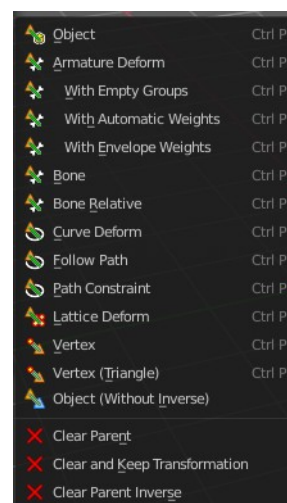 Object Ctrl P
Armature Deform Ctrl P
With Empty Groups Ctrl P
With Automatic Weights Ctrl P
With Envelope Weights Ctrl P
Bone Ctrl P
Bone Relative Ctrl P
Curve Deform Ctrl P
Follow Path Ctrl P
Path Constraint Ctrl P
Lattice Deform Ctrl P
Vertex Ctrl P
Vertex (Triangle) Ctrl P
Object (Without Inverse)
Clear Parent
Clear and Keep Transformation
Clear Parent Inverse